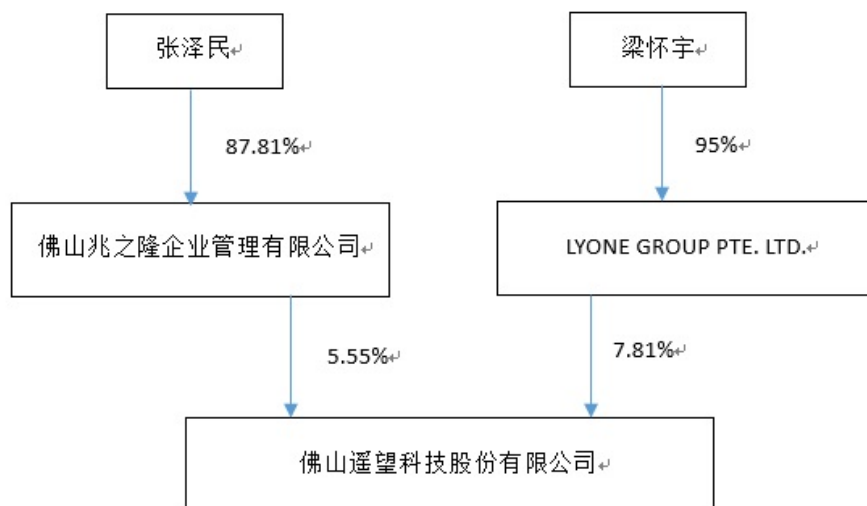 张泽民
梁怀宇
87.81%
95%
佛山兆之隆企业管理有限公司
LYONE GROUP PTE. LTD.
5.55%
7.81%
佛山遥望科技股份有限公司